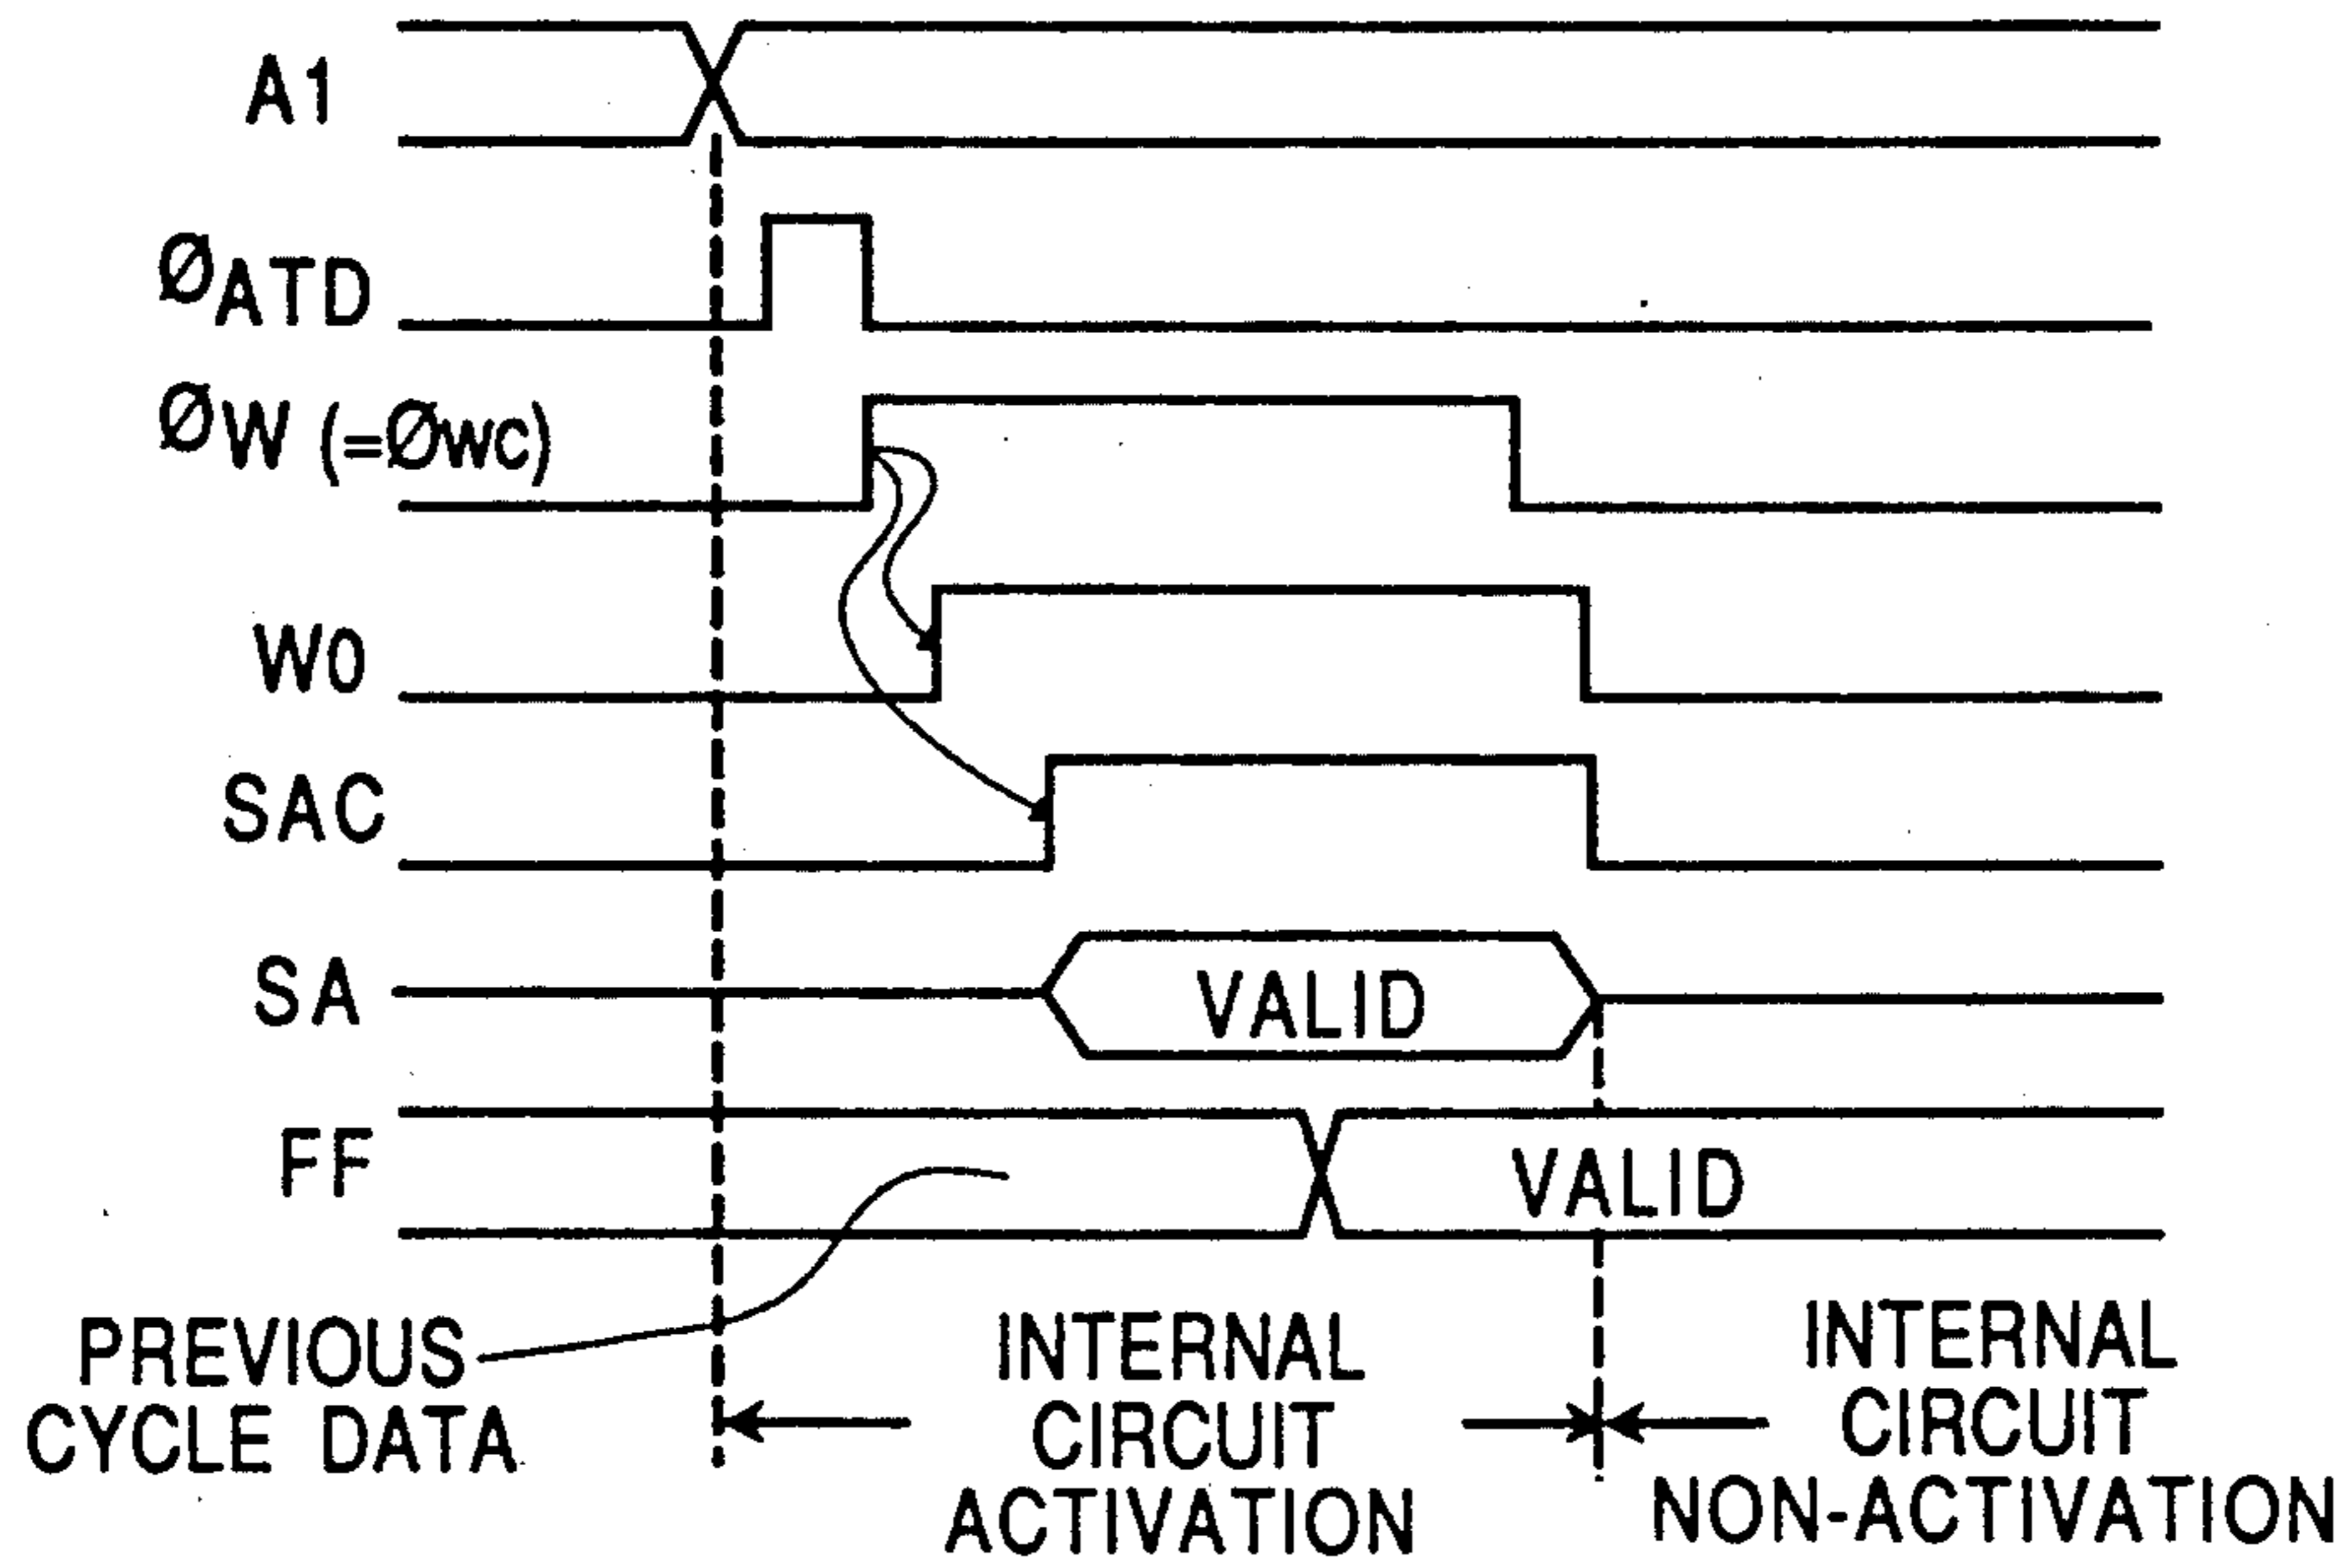 A1
ØATD
ØW (=ØWC)
W0
SAC
SA
VALID
FF
VALID
PREVIOUS
CYCLE DATA
INTERNAL
CIRCUIT
ACTIVATION
INTERNAL
CIRCUIT
NON-ACTIVATION